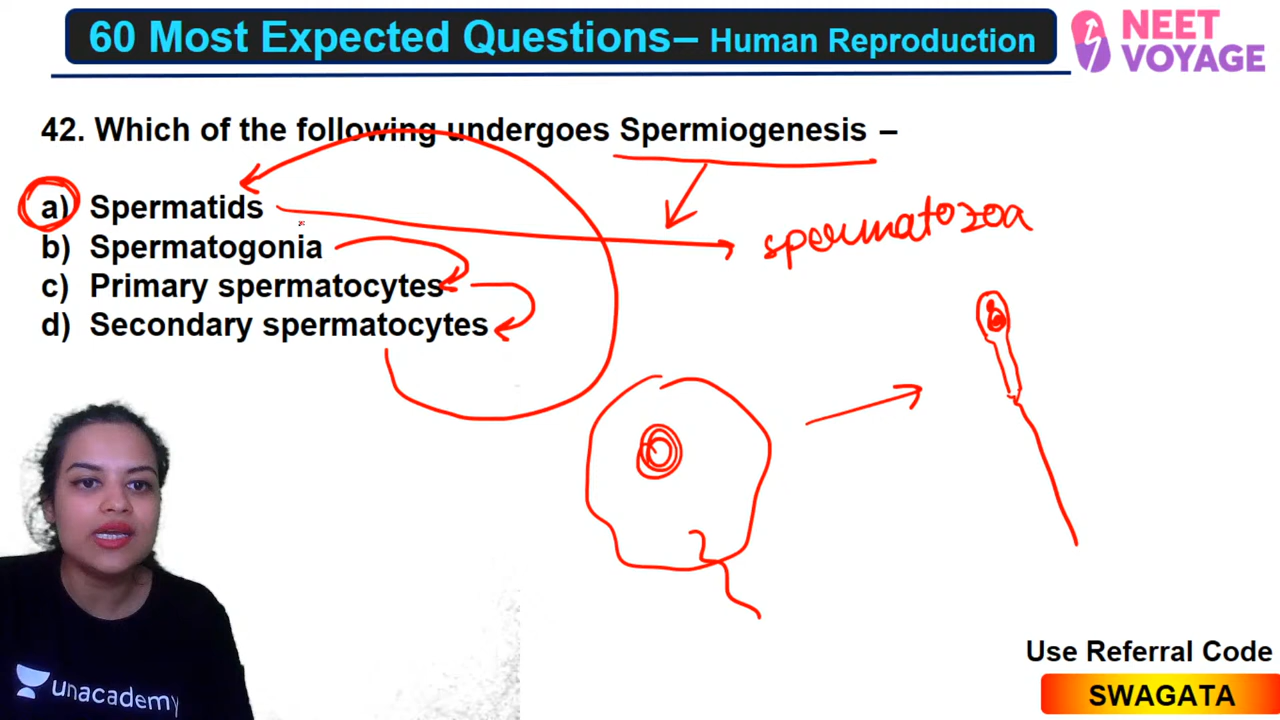 60 Most Expected Questions– Human Reproduction
NEET
VOYAGE
42. Which of the following undergoes Spermiogenesis –
a) Spermatids
b) Spermatogonia
c) Primary spermatocytes
d) Secondary spermatocytes
spermatozoa
unacademy
Use Referral Code
SWAGATA